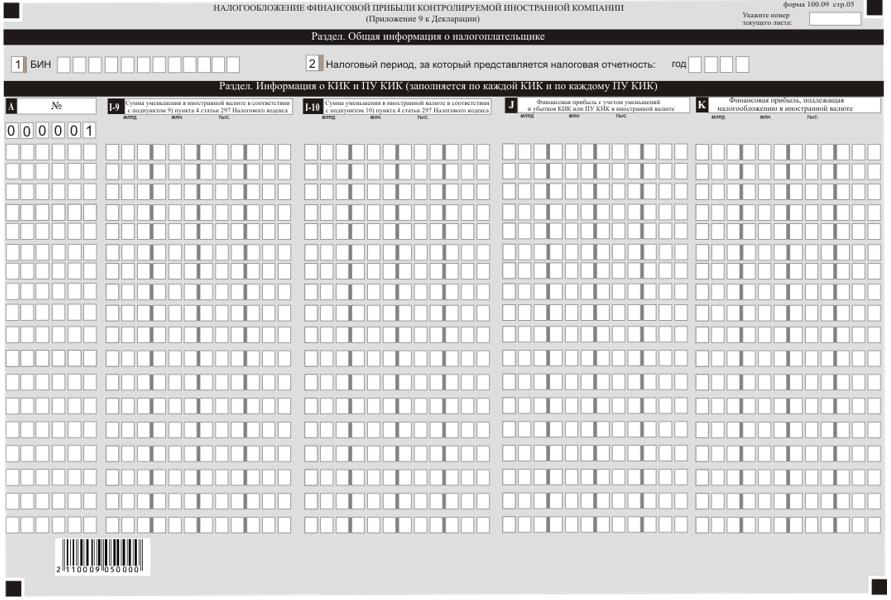 форма 100.09 стр.05
НАЛОГООБЛОЖЕНИЕ ФИНАНСОВОЙ ПРИБЫЛИ КОНТРОЛИРУЕМОЙ ИНОСТРАННОЙ КОМПАНИИ
(Приложение 9 к Декларации)
Укажите номер
текущего листа:
Раздел. Общая информация о налогоплательщике
1 БИН
2 Налоговый период, за который представляется налоговая отчетность: год
Раздел. Информация о КИК и ПУ КИК (заполняется по каждой КИК и по каждому ПУ КИК)
A №
I-9 Сумма уменьшения в иностранной валюте в соответствии
с подпунктом 9) пункта 4 статьи 297 Налогового кодекса
I-10 Сумма уменьшения в иностранной валюте в соответствии
с подпунктом 10) пункта 4 статьи 297 Налогового кодекса
J Финансовая прибыль с учетом уменьшений
и убытков КИК или ПУ КИК в иностранной валюте
K Финансовая прибыль, подлежащая
налогообложению в иностранной валюте
млрд. млн. тыс. млрд. млн. тыс. млрд. млн. тыс. млрд. млн. тыс.
000001
2 110009 050000